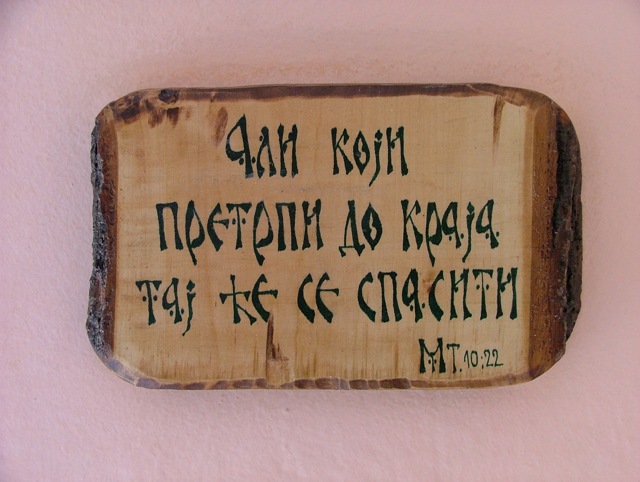 Али који
претрпи до краја
тај ће се спасити
Мт. 10;22